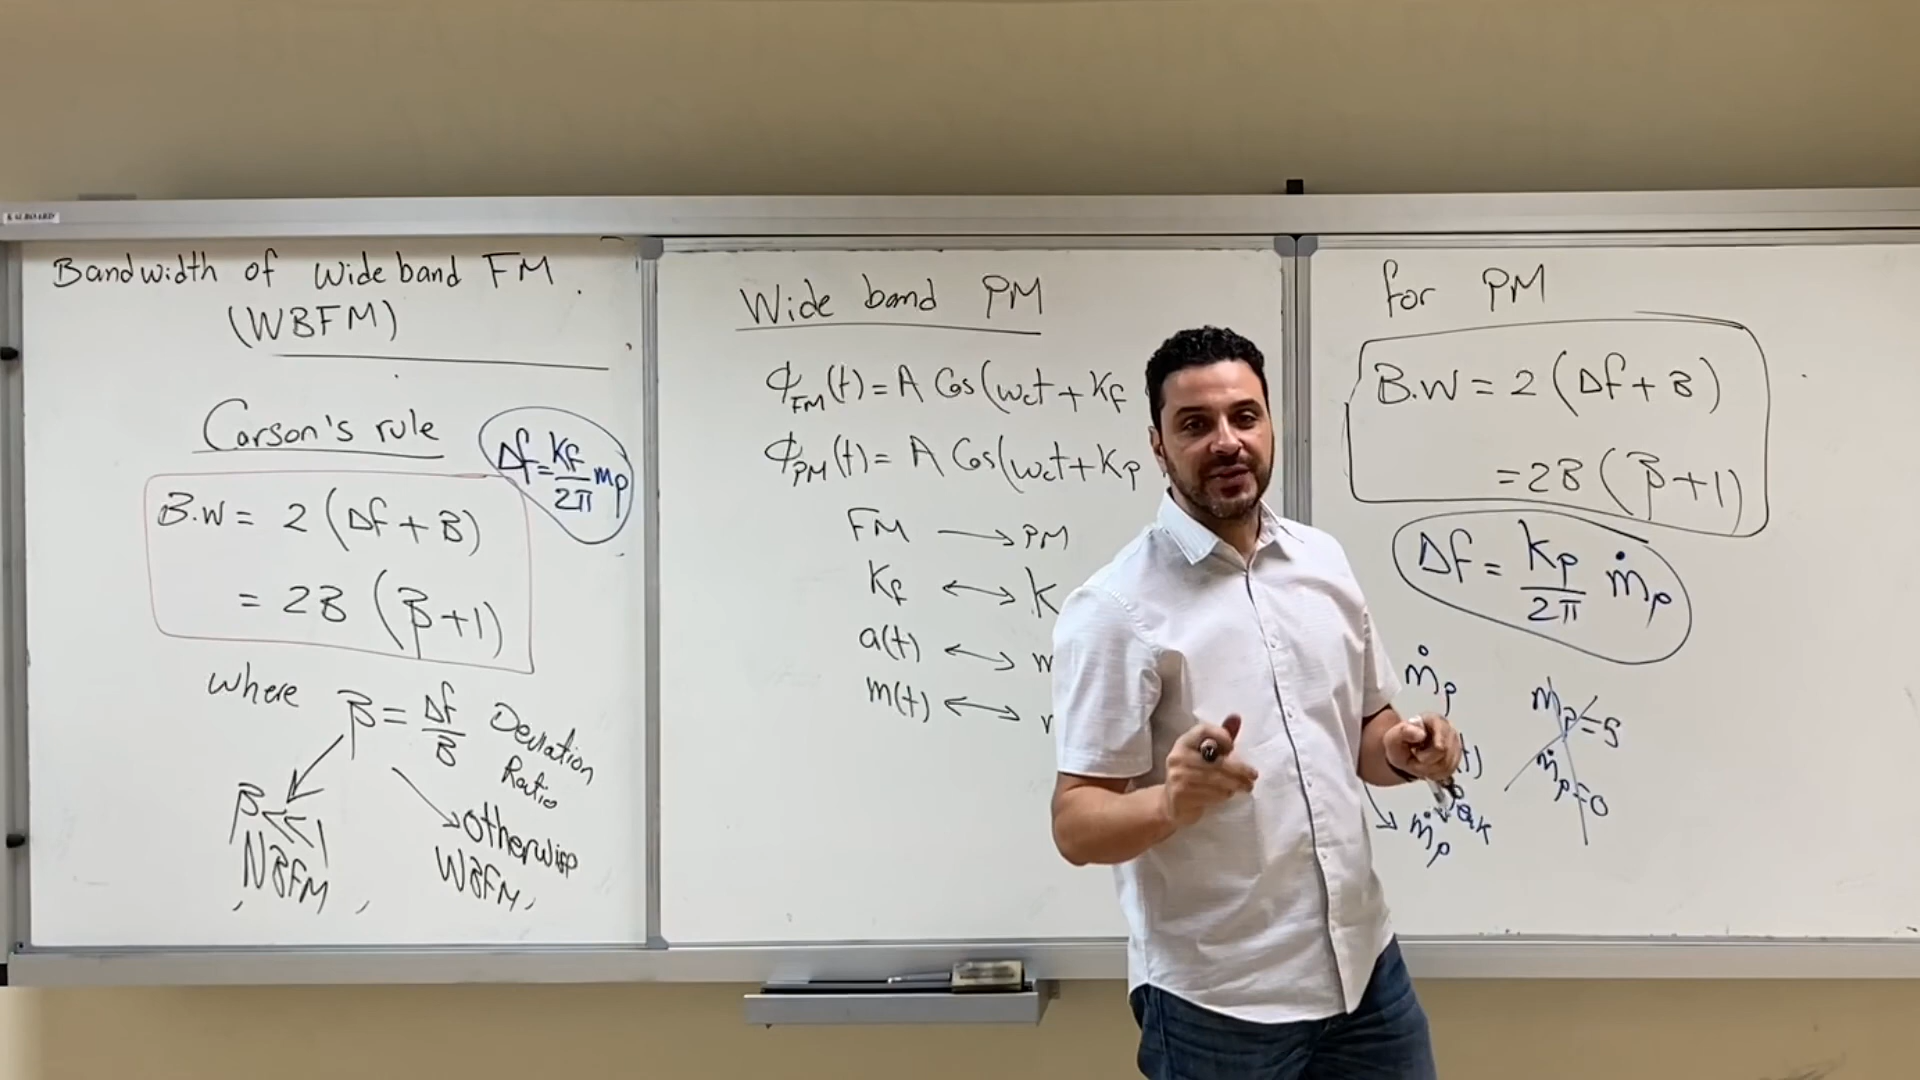 Bandwidth of Wide band FM.
(WBFM)
Carson's rule
Δf = Kf/2π mp
B.W = 2 (Δf + B)
= 2B (β+1)
where β = Δf/B Deviation Ratio
β << 1
NBFM
otherwise
WBFM
Wide band PM
φFM(t) = A Cos(wct + Kf
φPM(t) = A Cos(wct + Kp
FM → PM
Kf ↔ K
a(t) ↔ m
m(t) ↔
for PM
B.W = 2 (Δf + B)
= 2B (β+1)
Δf = kp/2π ṁp
ṁp
ṁp
mp = 5
ṁp = 0